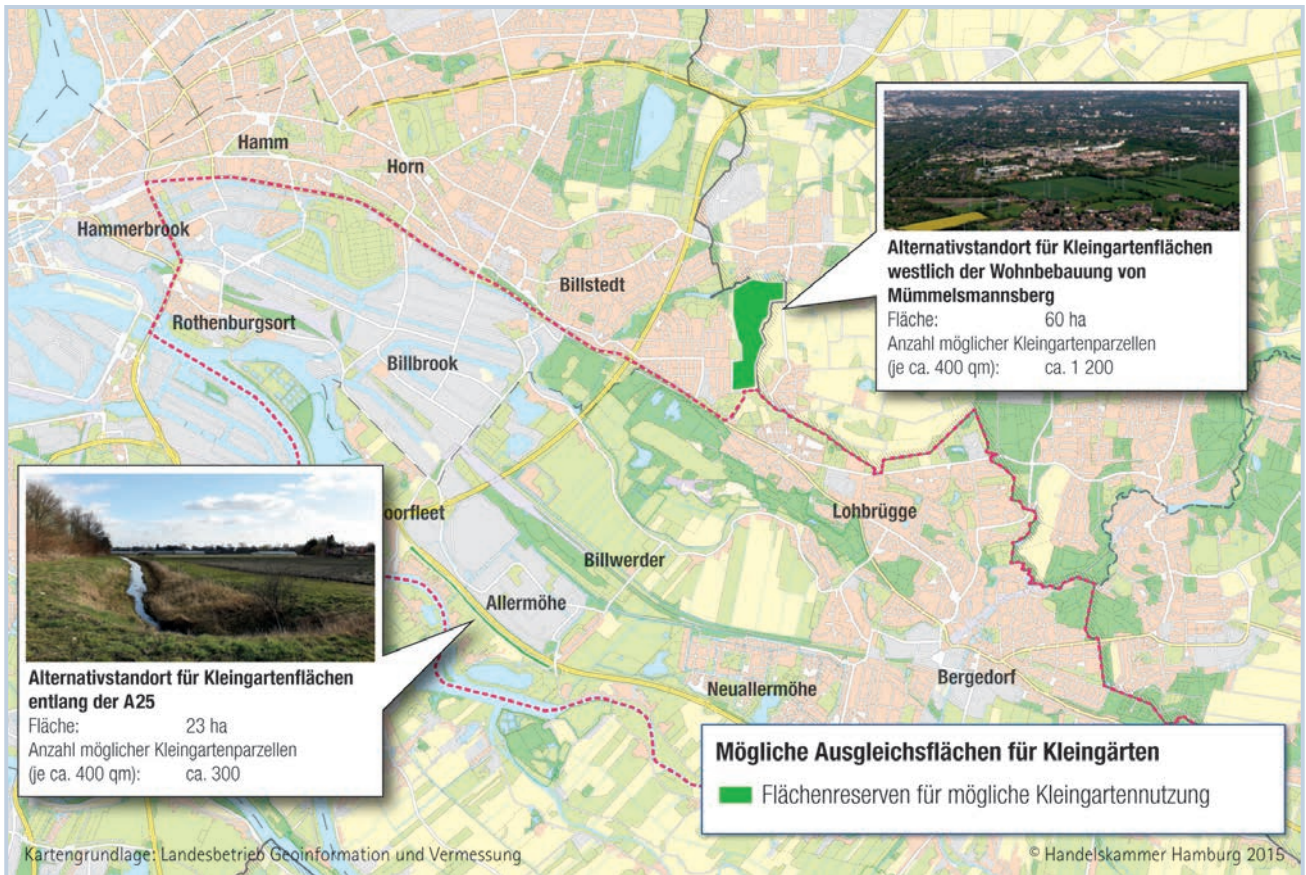 Hamm
Horn
Hammerbrook
Billstedt
Rothenburgsort
Billbrook
Alternativstandort für Kleingartenflächen
westlich der Wohnbebauung von
Mümmelsmannsberg
Fläche: 60 ha
Anzahl möglicher Kleingartenparzellen
(je ca. 400 qm): ca. 1 200
oorfleet
Lohbrügge
Billwerder
Allermöhe
Bergedorf
Neuallermöhe
Alternativstandort für Kleingartenflächen
entlang der A25
Fläche: 23 ha
Anzahl möglicher Kleingartenparzellen
(je ca. 400 qm): ca. 300
Mögliche Ausgleichsflächen für Kleingärten
Flächenreserven für mögliche Kleingartennutzung
Kartengrundlage: Landesbetrieb Geoinformation und Vermessung
© Handelskammer Hamburg 2015